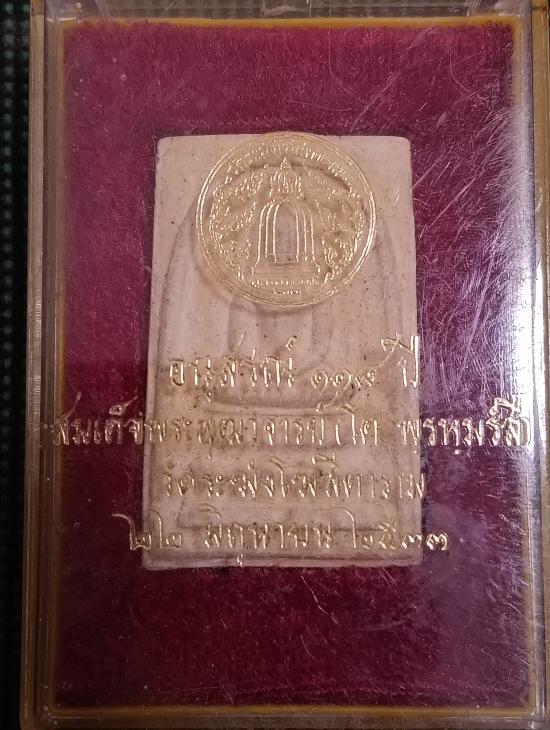 อนุสรณ์ ๑๑๘ ปี
สมเด็จพระพุฒาจารย์ (โต พรหมรํสี)
วัดระฆังโฆสิตาราม
๒๒ มิถุนายน ๒๕๓๓